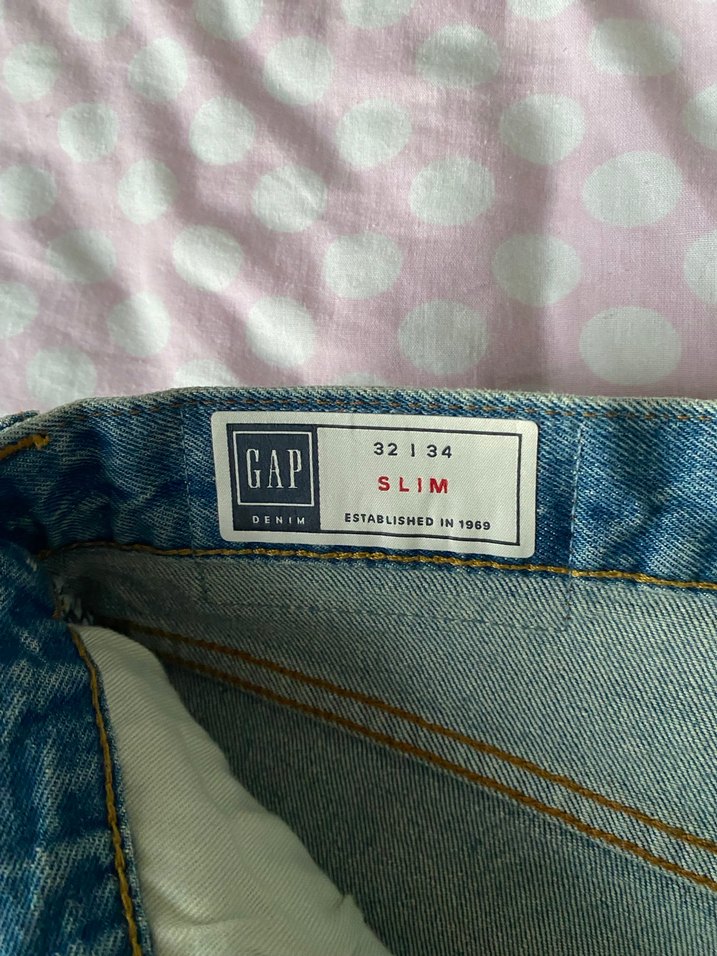 GAP
DENIM
32 | 34
SLIM
ESTABLISHED IN 1969